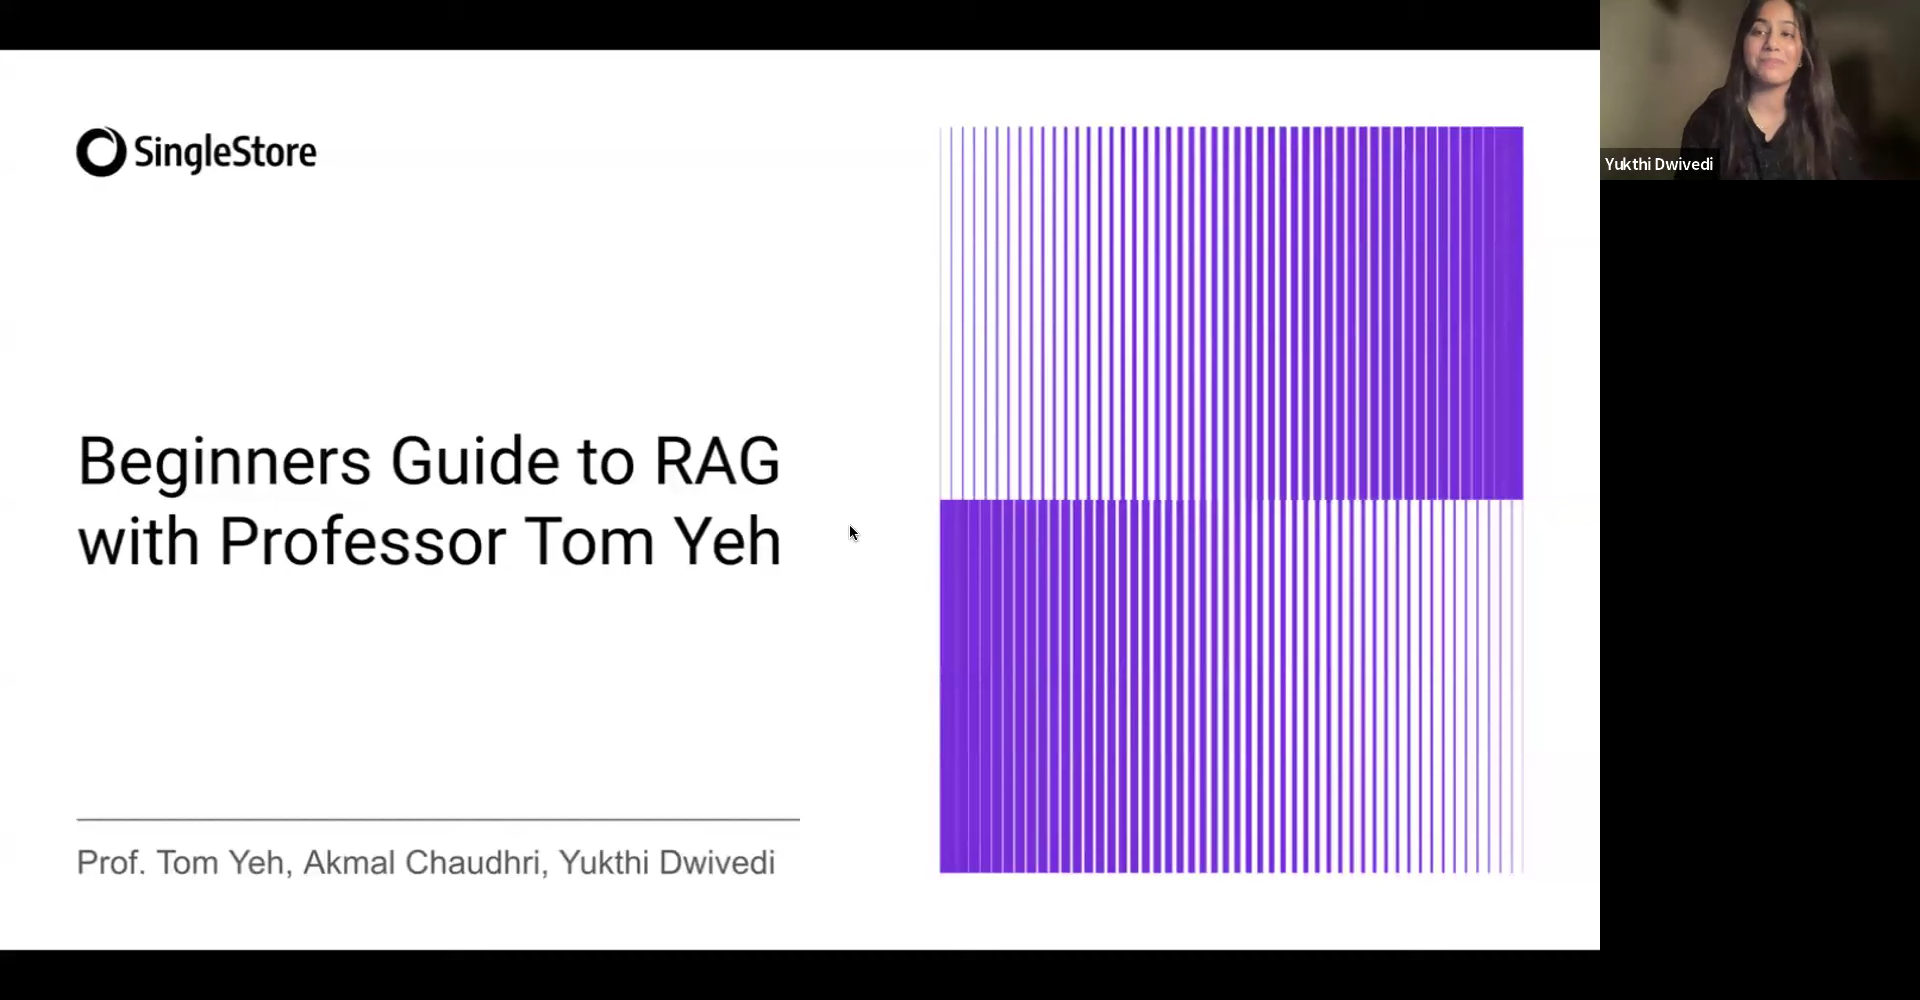 SingleStore
Beginners Guide to RAG
with Professor Tom Yeh
Prof. Tom Yeh, Akmal Chaudhri, Yukthi Dwivedi
Yukthi Dwivedi